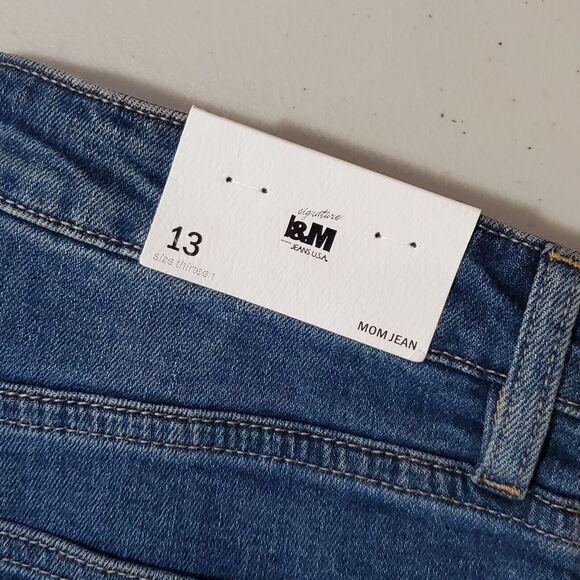 signature
L&M
JEANS U.S.A.
13
size thirteen
MOM JEAN